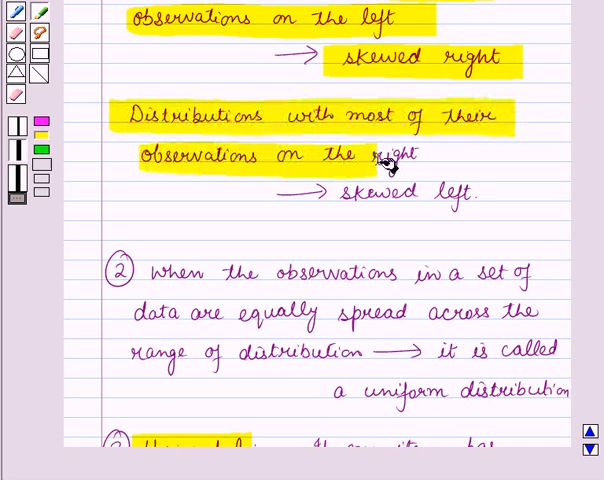 observations on the left
→ skewed right
Distributions with most of their
observations on the right
→ skewed left.
② When the observations in a set of
data are equally spread across the
range of distribution → it is called
a uniform distribution